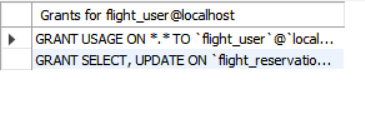 Grants for flight_user@localhost
GRANT USAGE ON *.* TO `flight_user`@`local...
GRANT SELECT, UPDATE ON `flight_reservatio...